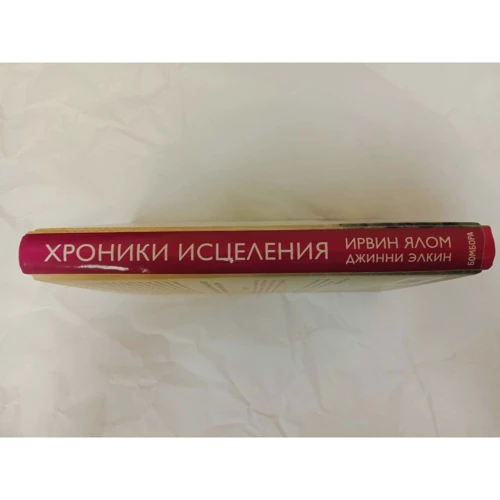 ХРОНИКИ ИСЦЕЛЕНИЯ
ИРВИН ЯЛОМ
ДЖИННИ ЭЛКИН
БОМБОРА